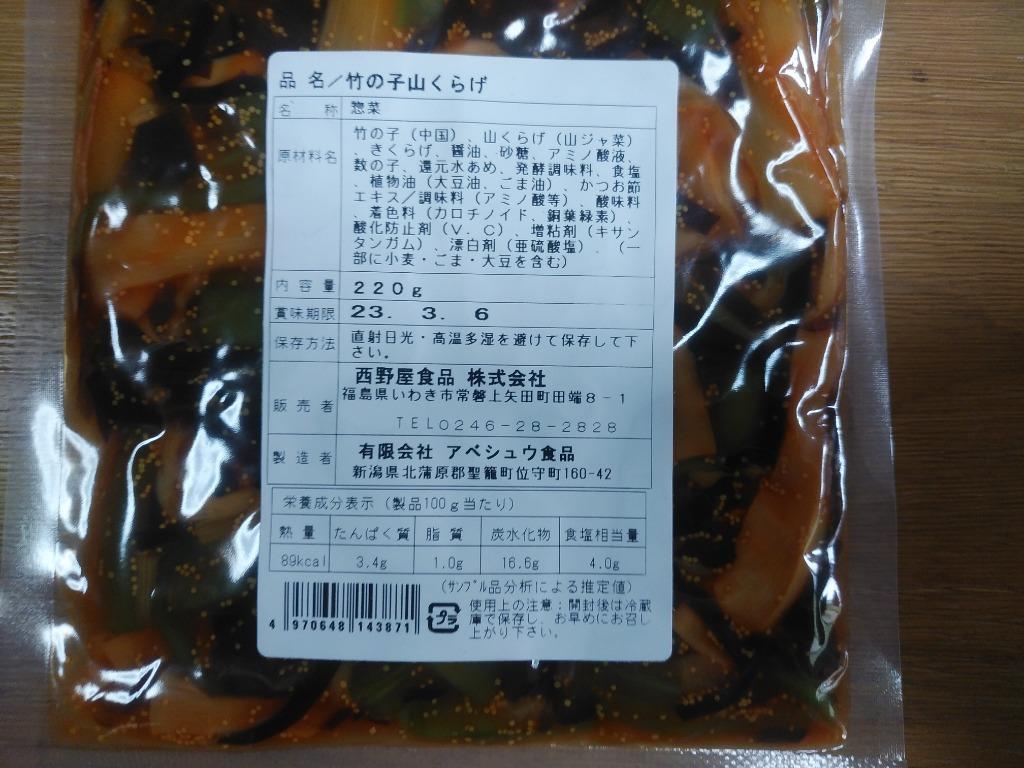 品 名／竹の子山くらげ
名 称 惣菜
原材料名 竹の子（中国）、山くらげ（山ジャ菜）
、きくらげ、醤油、砂糖、アミノ酸液、
数の子、還元水あめ、発酵調味料、食塩
、植物油（大豆油、ごま油）、かつお節
エキス／調味料（アミノ酸等）、酸味料
、着色料（カロチノイド、銅葉緑素）、
酸化防止剤（Ｖ．Ｃ）、増粘剤（キサン
タンガム）、漂白剤（亜硫酸塩）、（一
部に小麦・ごま・大豆を含む）
内容量 220g
賞味期限 23. 3. 6
保存方法 直射日光・高温多湿を避けて保存して下
さい。
販売者 西野屋食品 株式会社
福島県いわき市常磐上矢田町田端8-1
TEL0246-28-2828
製造者 有限会社 アベシュウ食品
新潟県北蒲原郡聖籠町位守町160-42
栄養成分表示（製品100g当たり）
熱量 たんぱく質 脂質 炭水化物 食塩相当量
89kcal 3.4g 1.0g 16.6g 4.0g
（ｻﾝﾌﾟﾙ品分析による推定値）
使用上の注意：開封後は冷蔵
庫で保存し、お早めにお召し
上がり下さい。
プラ
4 970648 143871